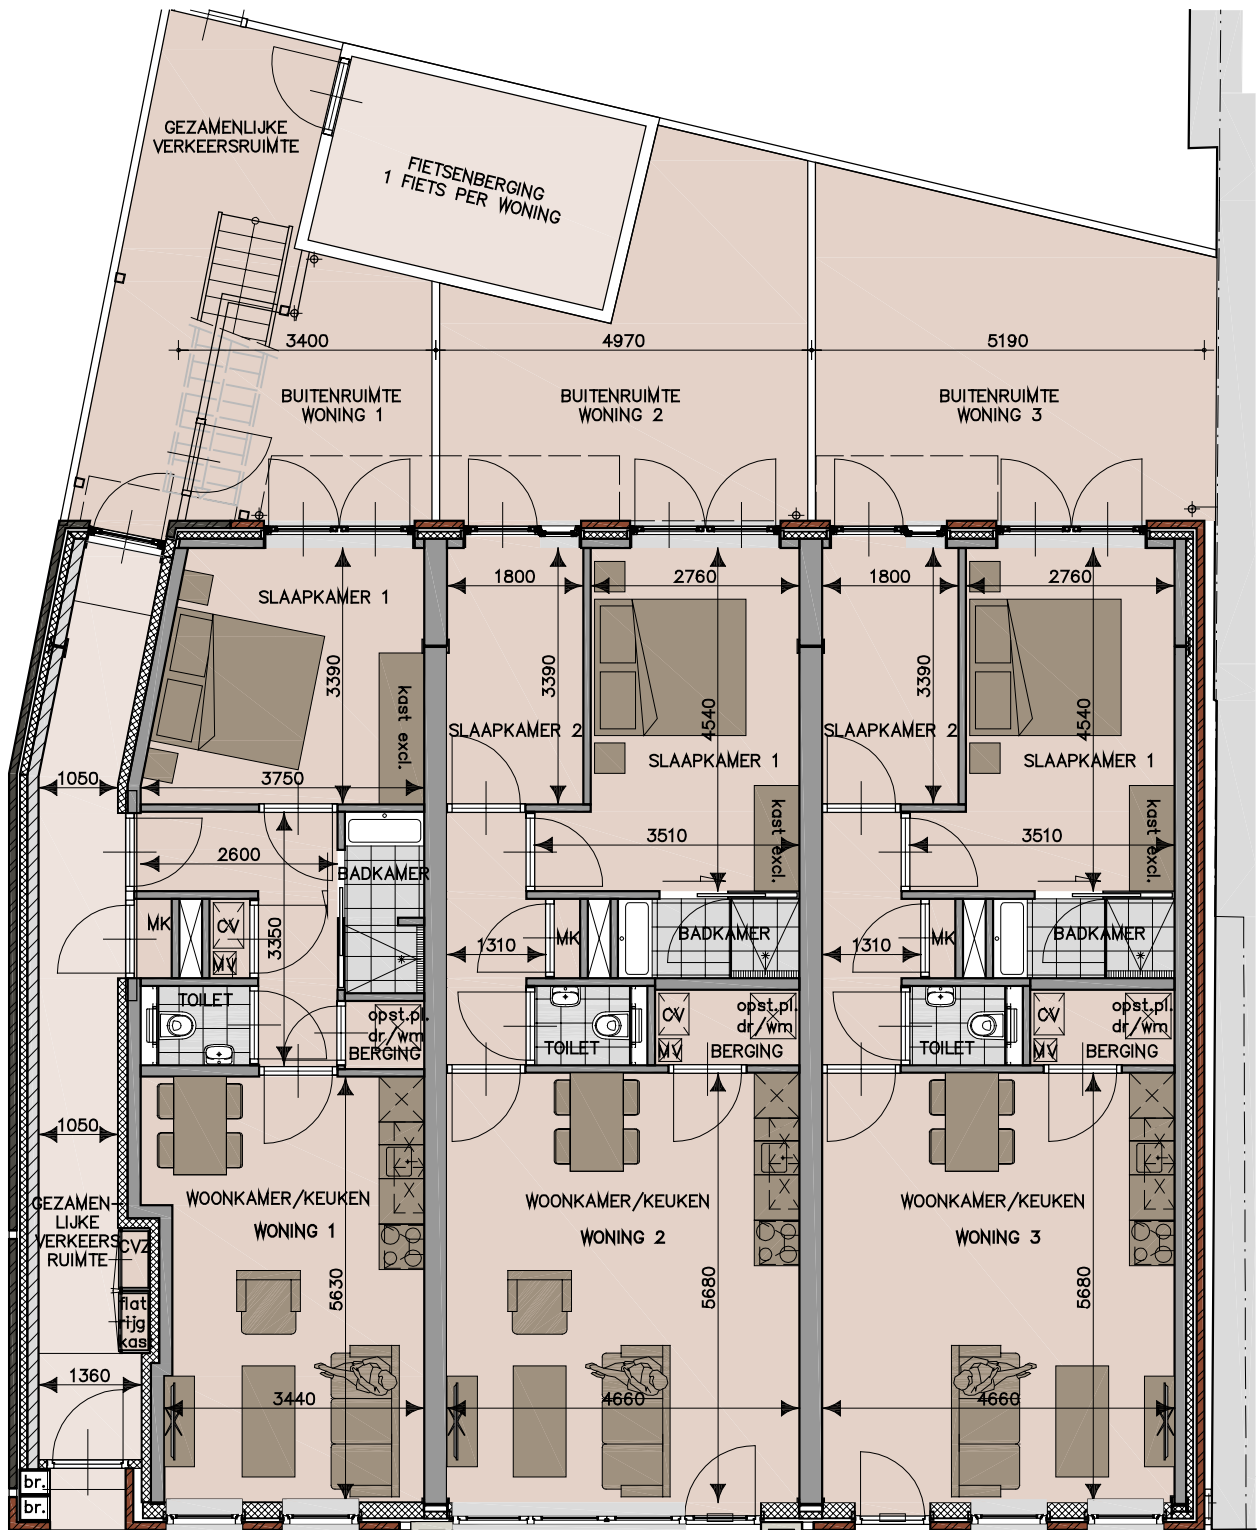 GEZAMENLIJKE
VERKEERSRUIMTE
FIETSENBERGING
1 FIETS PER WONING
3400
4970
5190
BUITENRUIMTE
WONING 1
BUITENRUIMTE
WONING 2
BUITENRUIMTE
WONING 3
SLAAPKAMER 1
3390
kast excl.
1050
3750
1800
2760
3390
4540
SLAAPKAMER 2
SLAAPKAMER 1
kast excl.
3510
1800
2760
3390
4540
SLAAPKAMER 2
SLAAPKAMER 1
kast excl.
3510
2600
BADKAMER
3350
MK
CV
MV
TOILET
opst.pl.
dr/wm
BERGING
1310
MK
BADKAMER
TOILET
CV
MV
opst.pl.
dr/wm
BERGING
1310
MK
BADKAMER
TOILET
CV
MV
opst.pl.
dr/wm
BERGING
1050
GEZAMEN-
LIJKE
VERKEERS
RUIMTE
CVZ
flat
rijg
kas
1360
br.
br.
WOONKAMER/KEUKEN
WONING 1
5630
3440
WOONKAMER/KEUKEN
WONING 2
5680
4660
WOONKAMER/KEUKEN
WONING 3
5680
4660